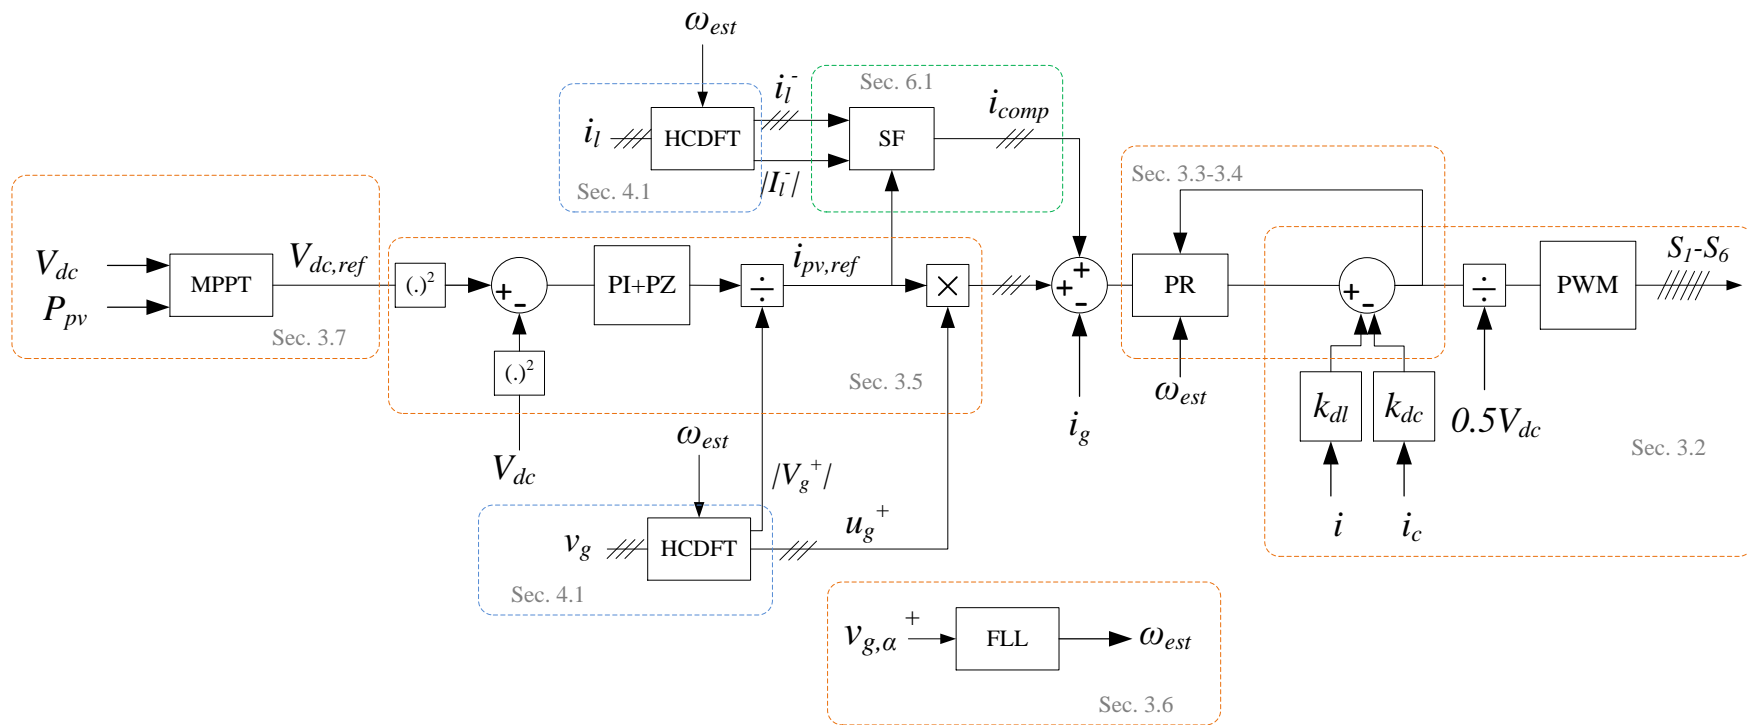 ω_est
Sec. 6.1
i_l^-
i_comp
i_l
HCDFT
SF
Sec. 4.1
|I_l^-|
Sec. 3.3-3.4
V_dc
P_pv
MPPT
V_dc,ref
Sec. 3.7
(.)²
+
-
PI+PZ
÷
i_pv,ref
×
+
+
-
PR
+
-
÷
PWM
S_1-S_6
(.)²
Sec. 3.5
V_dc
i_g
ω_est
k_dl
k_dc
0.5V_dc
Sec. 3.2
i
i_c
ω_est
|V_g^+|
v_g
HCDFT
u_g^+
Sec. 4.1
v_g,α^+
FLL
ω_est
Sec. 3.6